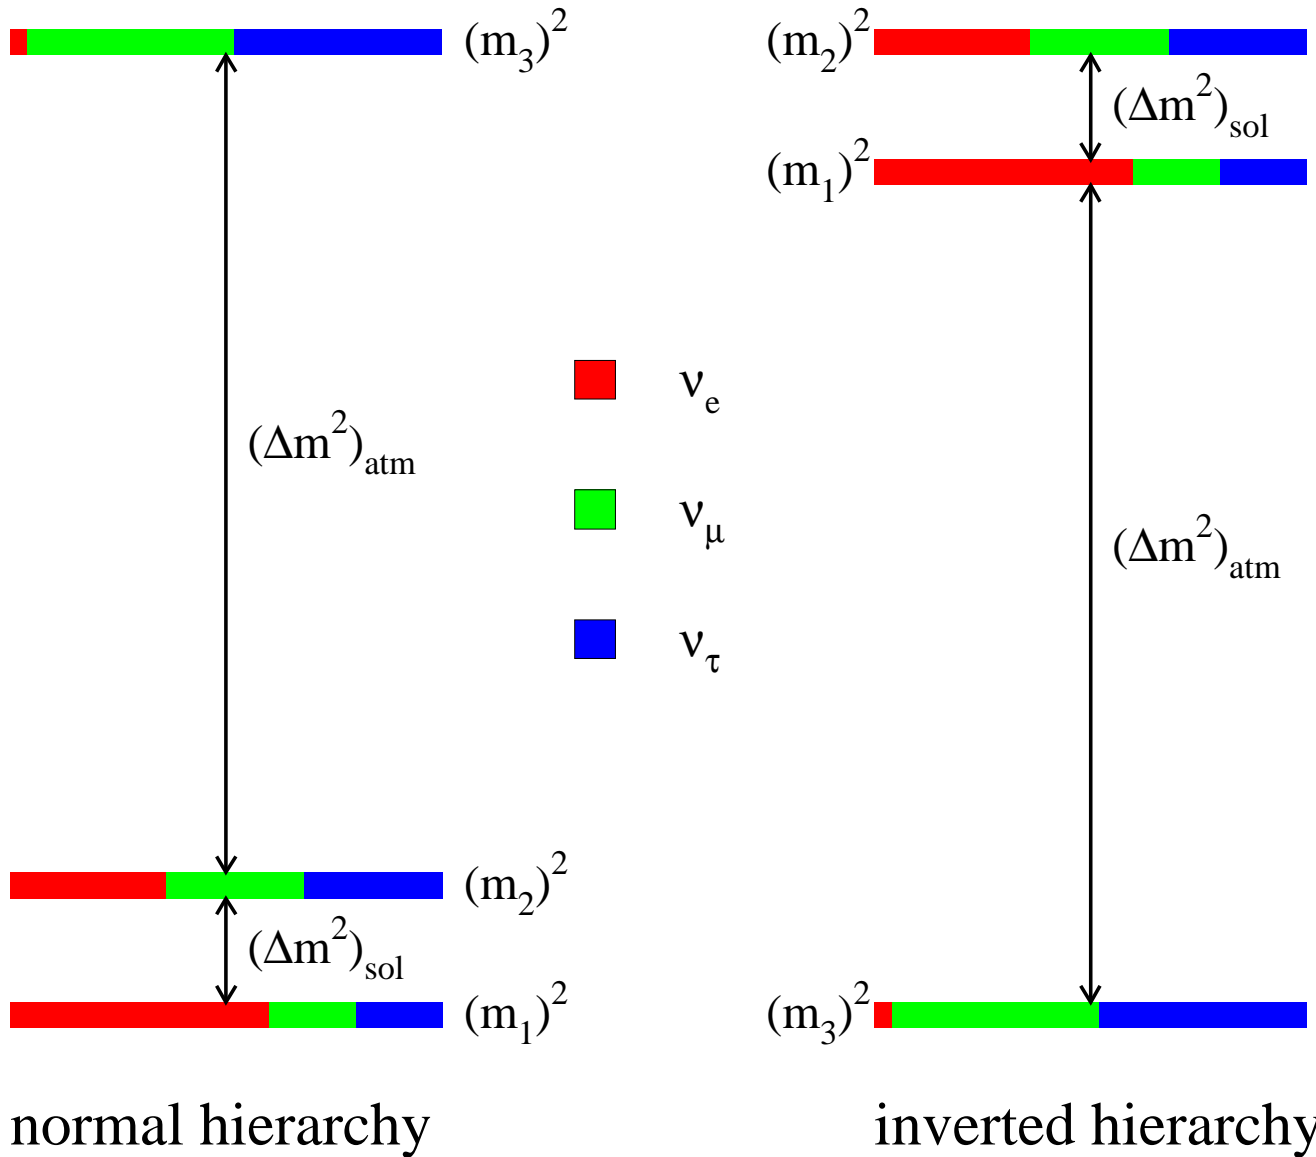 (m₃)²
(m₂)²
(Δm²)sol
(m₁)²
νe
(Δm²)atm
νμ
(Δm²)atm
ντ
(m₂)²
(Δm²)sol
(m₁)²
(m₃)²
normal hierarchy
inverted hierarchy